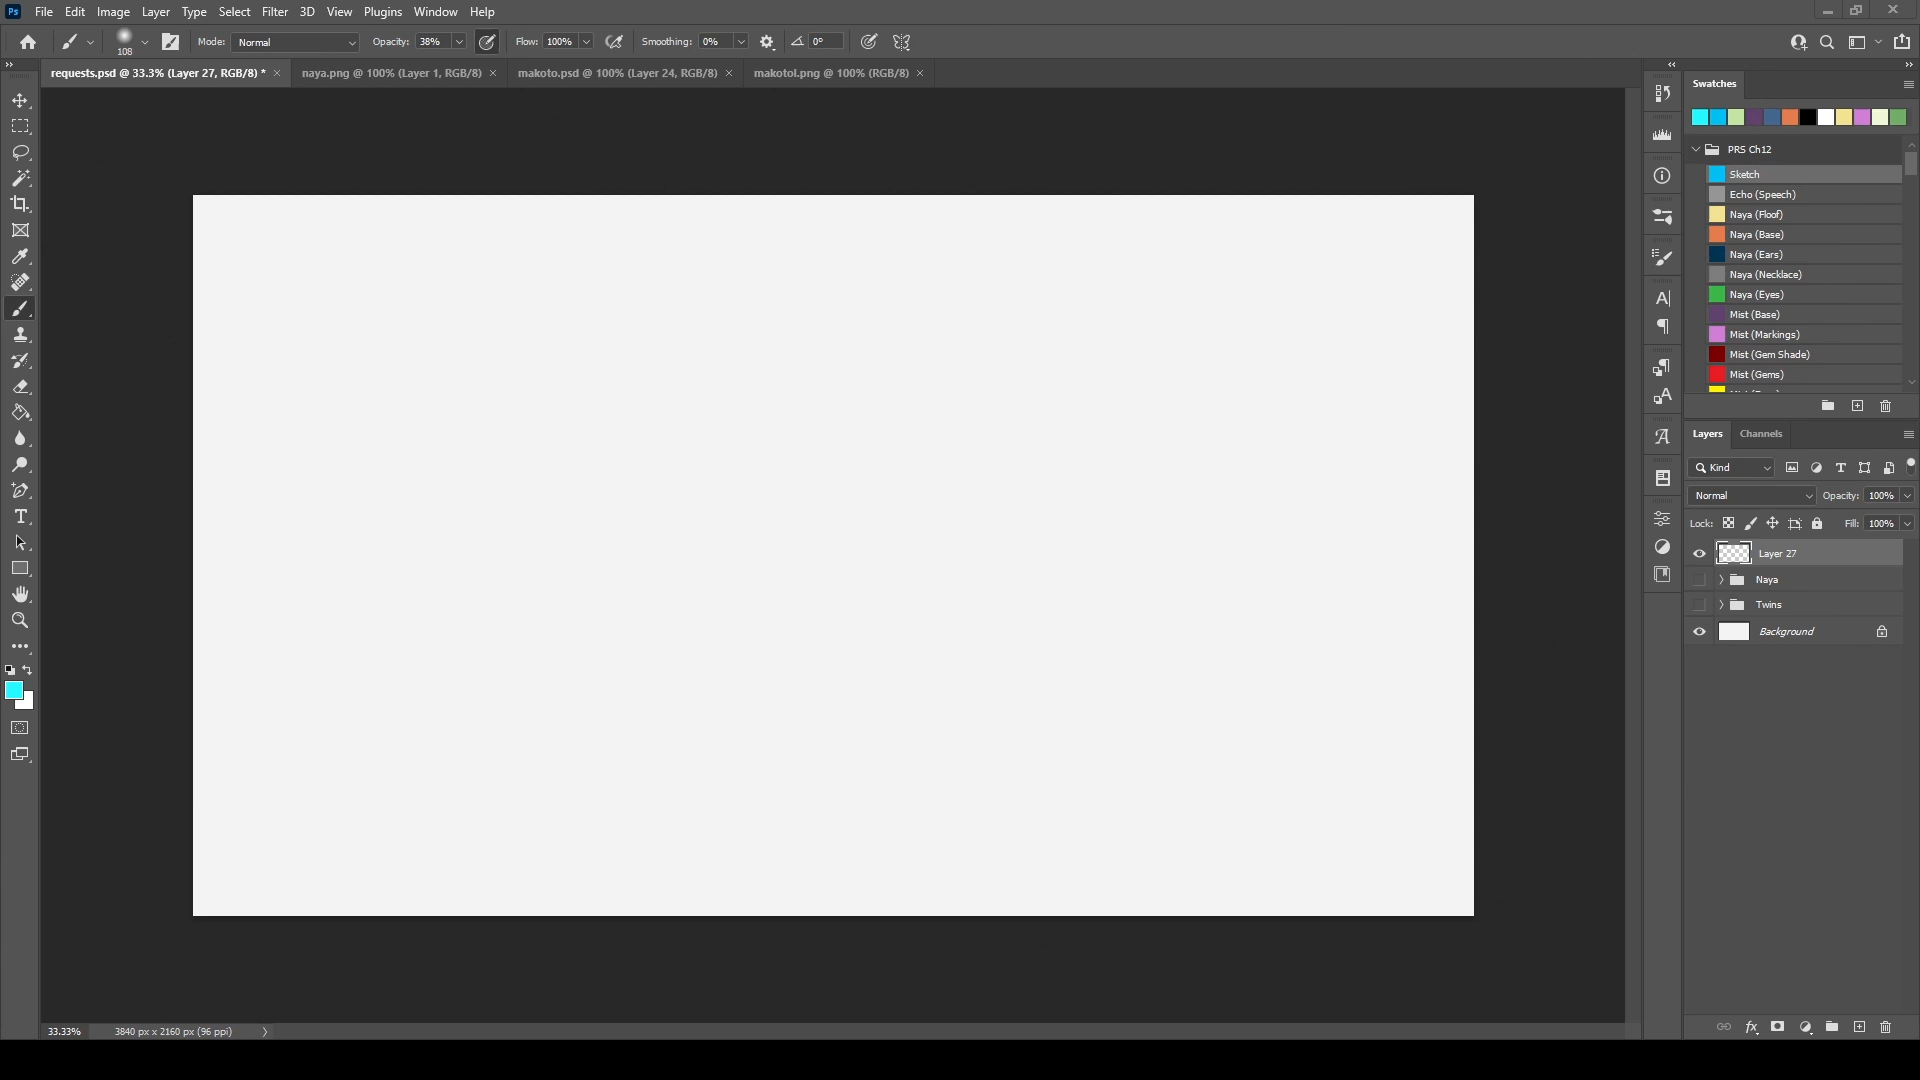 Ps File Edit Image Layer Type Select Filter 3D View Plugins Window Help
108 Mode: Normal Opacity: 38% Flow: 100% Smoothing: 0% 0°
requests.psd @ 33.3% (Layer 27, RGB/8) * naya.png @ 100% (Layer 1, RGB/8) makoto.psd @ 100% (Layer 24, RGB/8) makotol.png @ 100% (RGB/8)
Swatches
PRS Ch12
Sketch
Echo (Speech)
Naya (Floof)
Naya (Base)
Naya (Ears)
Naya (Necklace)
Naya (Eyes)
Mist (Base)
Mist (Markings)
Mist (Gem Shade)
Mist (Gems)
Layers Channels
Kind
Normal Opacity: 100%
Lock: Fill: 100%
Layer 27
Naya
Twins
Background
33.33% 3840 px x 2160 px (96 ppi)